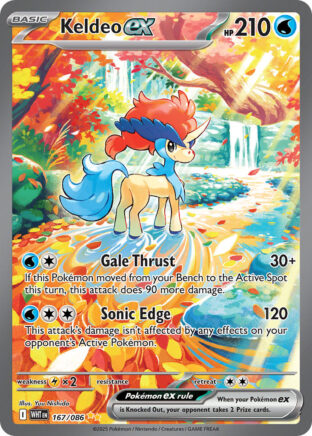 BASIC
Keldeo ex
HP 210
Gale Thrust 30+
If this Pokémon moved from your Bench to the Active Spot
this turn, this attack does 90 more damage.
Sonic Edge 120
This attack's damage isn't affected by any effects on your
opponent's Active Pokémon.
weakness ×2 resistance retreat
Illus. Yuu Nishida
Pokémon ex rule
When your Pokémon ex
is Knocked Out, your opponent takes 2 Prize cards.
I WHT EN 167/086
©2025 Pokémon / Nintendo / Creatures / GAME FREAK